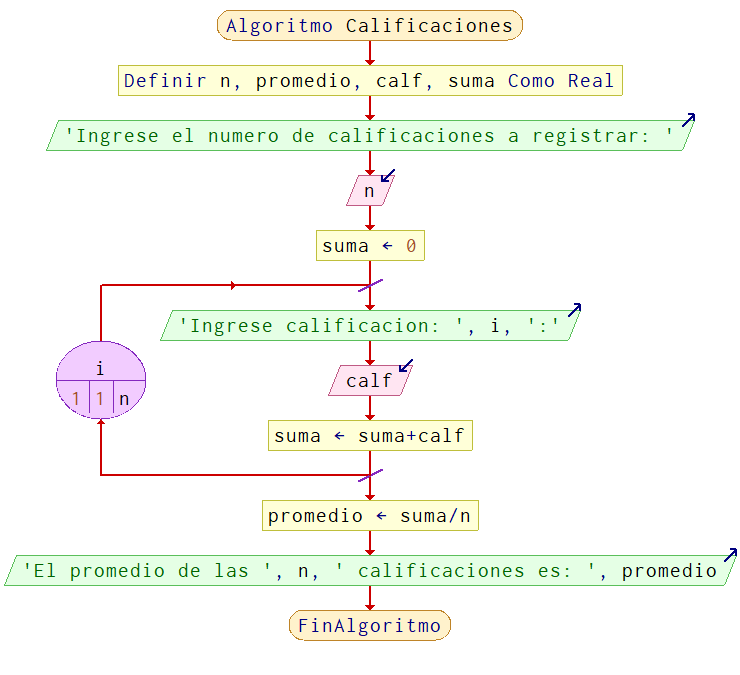 Algoritmo Calificaciones
Definir n, promedio, calf, suma Como Real
'Ingrese el numero de calificaciones a registrar: '
n
suma ← 0
'Ingrese calificacion: ', i, ':'
i
1 1 n
calf
suma ← suma+calf
promedio ← suma/n
'El promedio de las ', n, ' calificaciones es: ', promedio
FinAlgoritmo